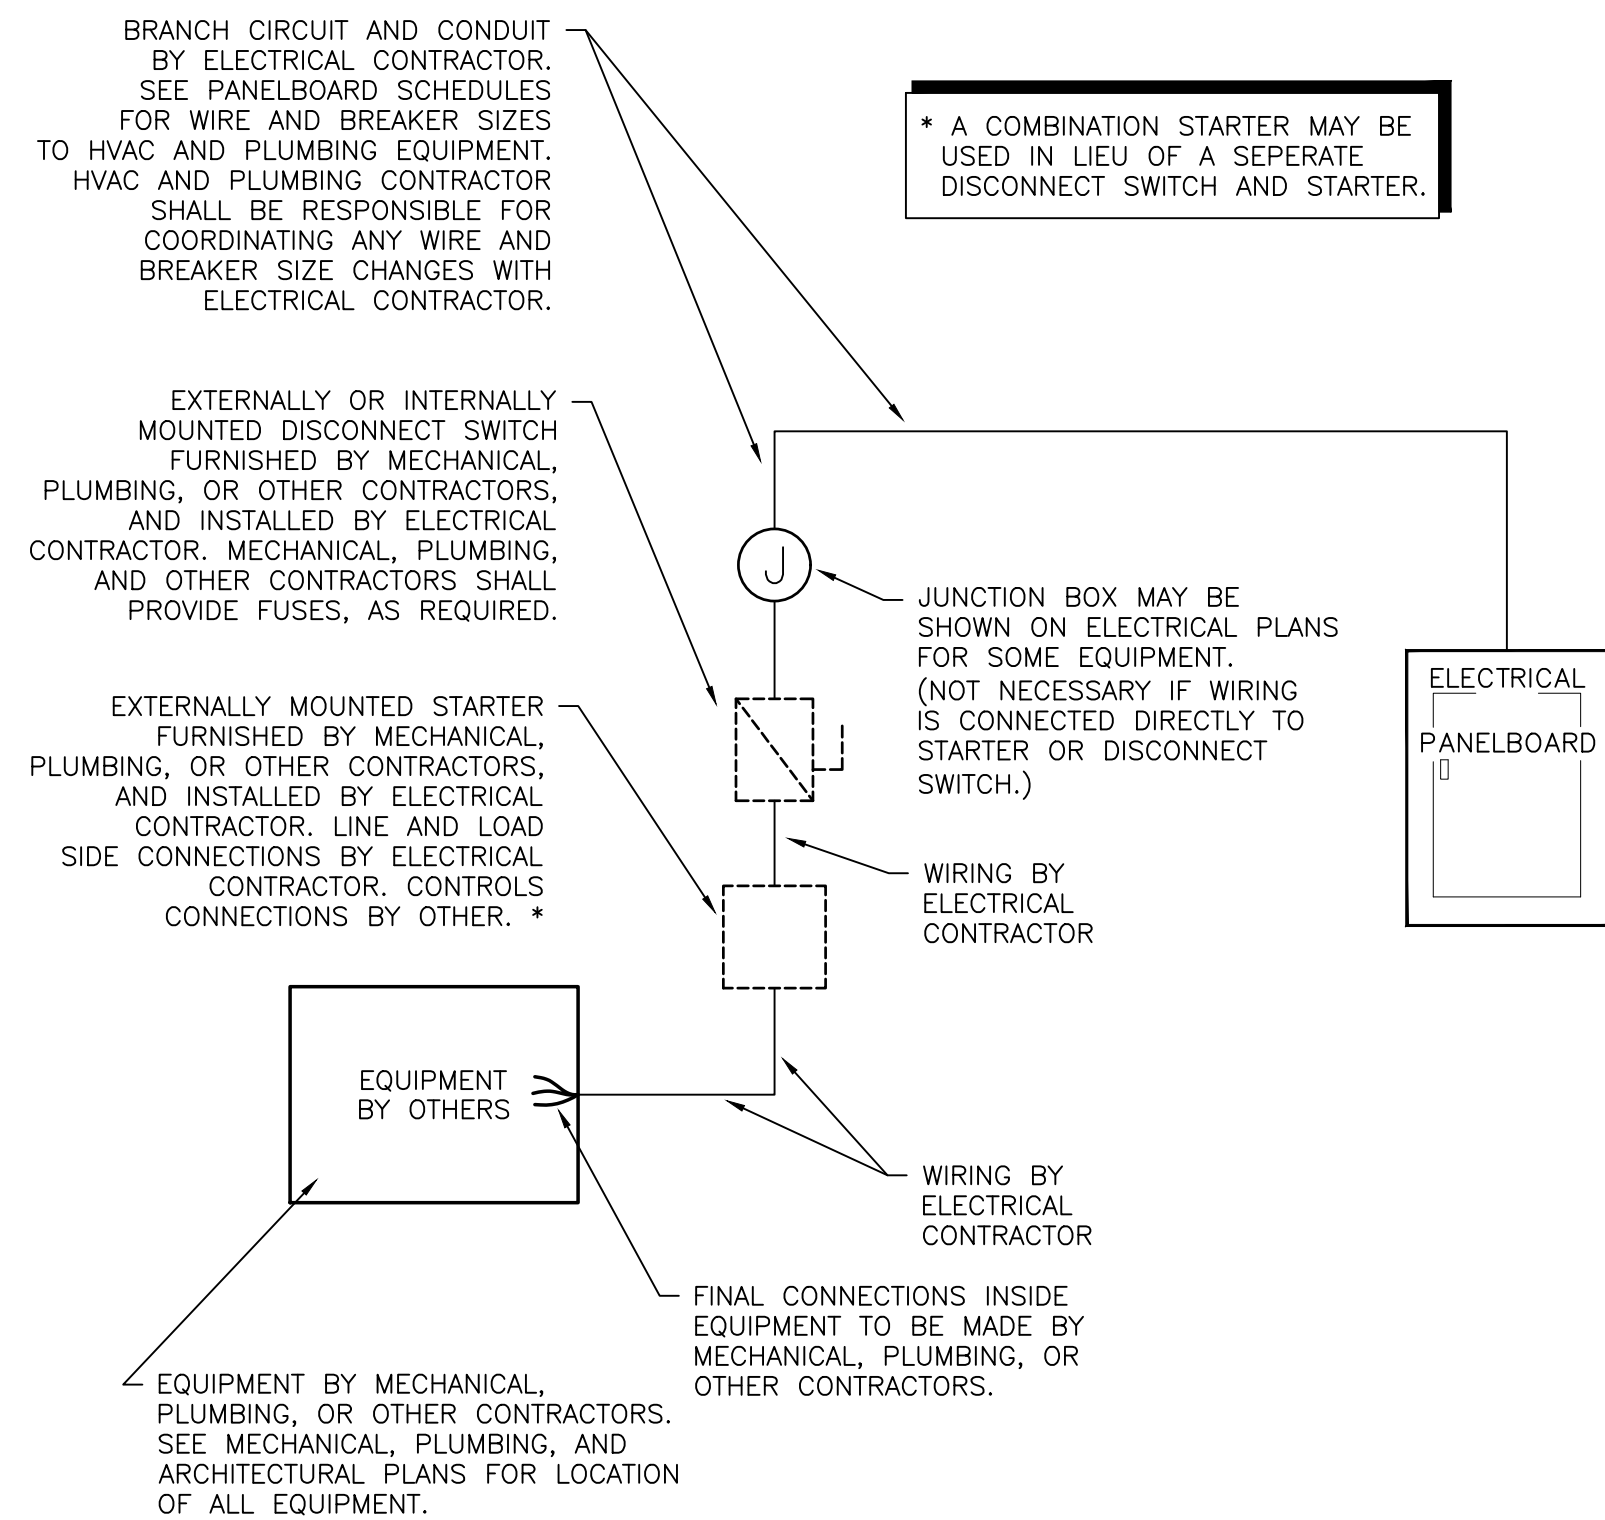 BRANCH CIRCUIT AND CONDUIT
BY ELECTRICAL CONTRACTOR.
SEE PANELBOARD SCHEDULES
FOR WIRE AND BREAKER SIZES
TO HVAC AND PLUMBING EQUIPMENT.
HVAC AND PLUMBING CONTRACTOR
SHALL BE RESPONSIBLE FOR
COORDINATING ANY WIRE AND
BREAKER SIZE CHANGES WITH
ELECTRICAL CONTRACTOR.
* A COMBINATION STARTER MAY BE
USED IN LIEU OF A SEPERATE
DISCONNECT SWITCH AND STARTER.
EXTERNALLY OR INTERNALLY
MOUNTED DISCONNECT SWITCH
FURNISHED BY MECHANICAL,
PLUMBING, OR OTHER CONTRACTORS,
AND INSTALLED BY ELECTRICAL
CONTRACTOR. MECHANICAL, PLUMBING,
AND OTHER CONTRACTORS SHALL
PROVIDE FUSES, AS REQUIRED.
J
JUNCTION BOX MAY BE
SHOWN ON ELECTRICAL PLANS
FOR SOME EQUIPMENT.
(NOT NECESSARY IF WIRING
IS CONNECTED DIRECTLY TO
STARTER OR DISCONNECT
SWITCH.)
ELECTRICAL
PANELBOARD
EXTERNALLY MOUNTED STARTER
FURNISHED BY MECHANICAL,
PLUMBING, OR OTHER CONTRACTORS,
AND INSTALLED BY ELECTRICAL
CONTRACTOR. LINE AND LOAD
SIDE CONNECTIONS BY ELECTRICAL
CONTRACTOR. CONTROLS
CONNECTIONS BY OTHER. *
WIRING BY
ELECTRICAL
CONTRACTOR
EQUIPMENT
BY OTHERS
WIRING BY
ELECTRICAL
CONTRACTOR
FINAL CONNECTIONS INSIDE
EQUIPMENT TO BE MADE BY
MECHANICAL, PLUMBING, OR
OTHER CONTRACTORS.
EQUIPMENT BY MECHANICAL,
PLUMBING, OR OTHER CONTRACTORS.
SEE MECHANICAL, PLUMBING, AND
ARCHITECTURAL PLANS FOR LOCATION
OF ALL EQUIPMENT.